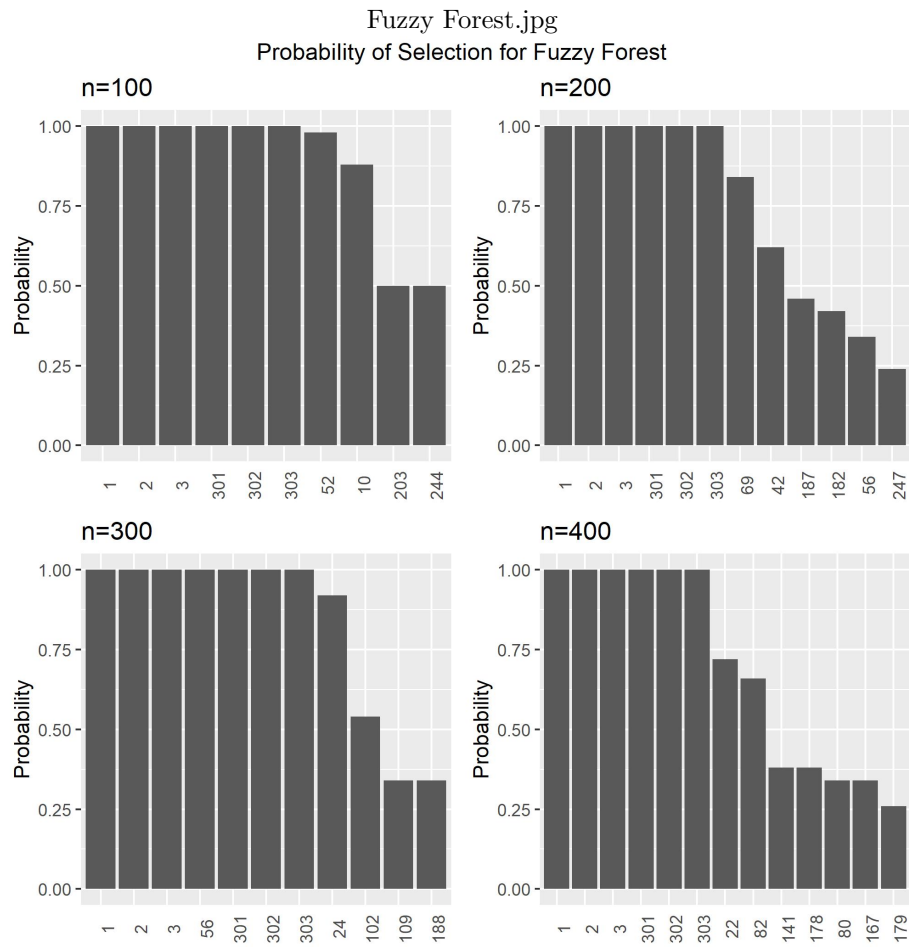 Fuzzy Forest.jpg
Probability of Selection for Fuzzy Forest
n=100
Probability
1.00
0.75
0.50
0.25
0.00
1 2 3 301 302 303 52 10 203 244
n=200
Probability
1.00
0.75
0.50
0.25
0.00
1 2 3 301 302 303 69 42 187 182 56 247
n=300
Probability
1.00
0.75
0.50
0.25
0.00
1 2 3 56 301 302 303 24 102 109 188
n=400
Probability
1.00
0.75
0.50
0.25
0.00
1 2 3 301 302 303 22 82 141 178 80 167 179